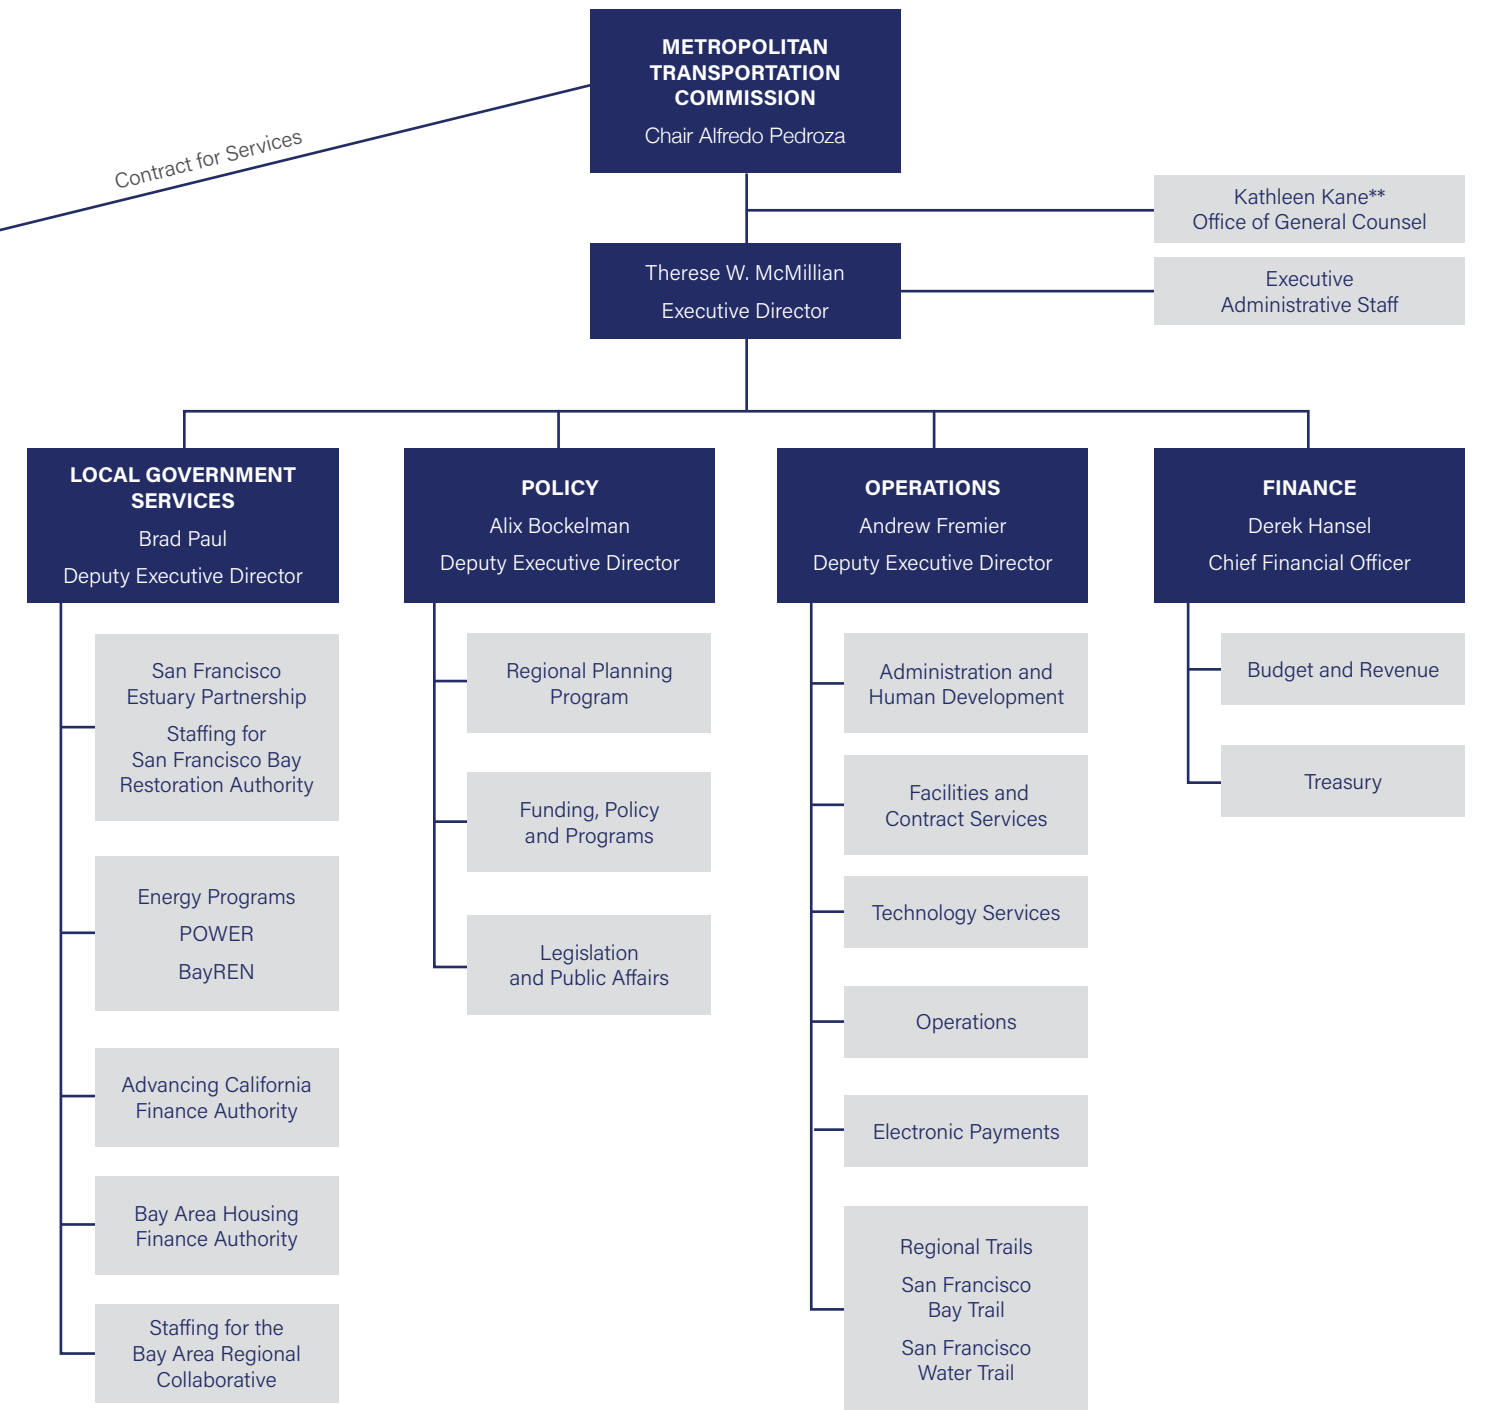 METROPOLITAN
TRANSPORTATION
COMMISSION
Chair Alfredo Pedroza
Contract for Services
Kathleen Kane**
Office of General Counsel
Therese W. McMillian
Executive Director
Executive
Administrative Staff
LOCAL GOVERNMENT
SERVICES
Brad Paul
Deputy Executive Director
San Francisco
Estuary Partnership
Staffing for
San Francisco Bay
Restoration Authority
Energy Programs
POWER
BayREN
Advancing California
Finance Authority
Bay Area Housing
Finance Authority
Staffing for the
Bay Area Regional
Collaborative
POLICY
Alix Bockelman
Deputy Executive Director
Regional Planning
Program
Funding, Policy
and Programs
Legislation
and Public Affairs
OPERATIONS
Andrew Fremier
Deputy Executive Director
Administration and
Human Development
Facilities and
Contract Services
Technology Services
Operations
Electronic Payments
Regional Trails
San Francisco
Bay Trail
San Francisco
Water Trail
FINANCE
Derek Hansel
Chief Financial Officer
Budget and Revenue
Treasury